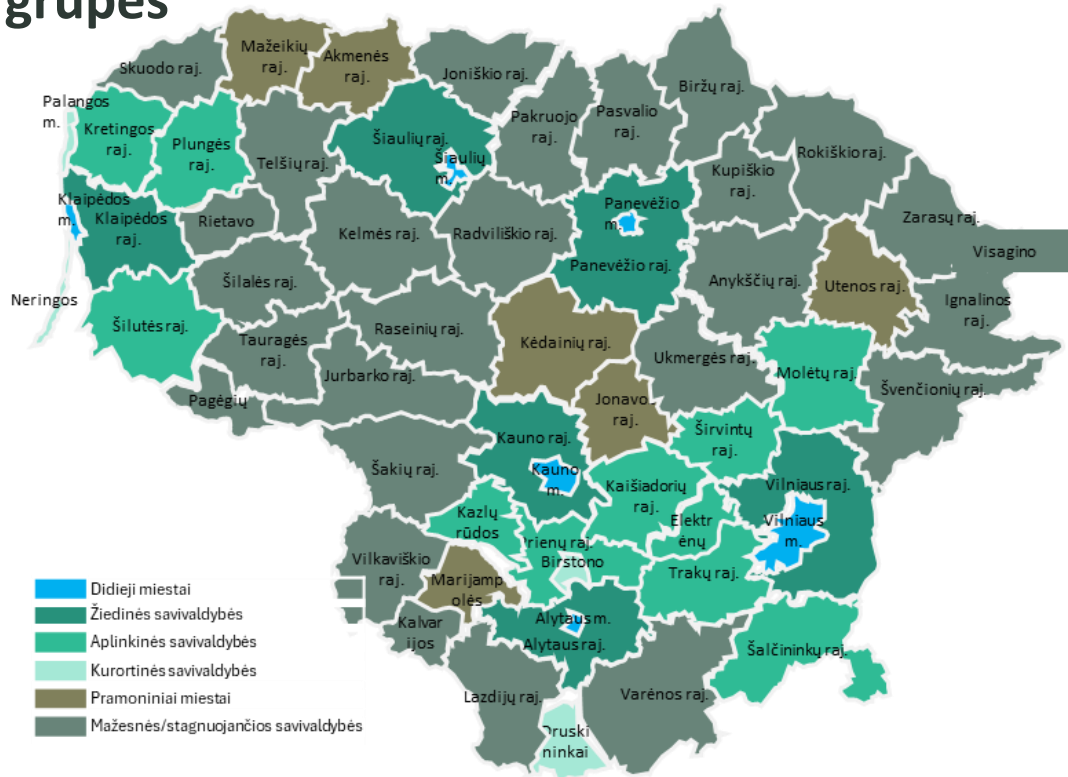 grupės
Skuodo raj.
Mažeikių
raj.
Akmenės
raj.
Joniškio raj.
Pakruojo
raj.
Pasvalio
raj.
Biržų raj.
Palangos
m.
Kretingos
raj.
Plungės
raj.
Telšių raj.
Šiaulių raj.
Šiaulių
m.
Kupiškio
raj.
Rokiškio raj.
Klaipėdos
m.
Klaipėdos
raj.
Rietavo
Kelmės raj.
Radviliškio raj.
Panevėžio
m.
Panevėžio raj.
Anykščių raj.
Utenos raj.
Zarasų raj.
Visagino
Ignalinos
raj.
Neringos
Šilutės raj.
Šilalės raj.
Tauragės
raj.
Raseinių raj.
Kėdainių raj.
Ukmergės raj.
Molėtų raj.
Švenčionių raj.
Pagėgių
Jurbarko raj.
Jonavos
raj.
Širvintų
raj.
Šakių raj.
Kauno raj.
Kauno
m.
Kaišiadorių
raj.
Elektr
ėnų
Vilniaus raj.
Vilniaus
m.
Kazlų
rūdos
Prienų raj.
Birštono
Trakų raj.
Vilkaviškio
raj.
Marijamp
olės
Kalvar
ijos
Alytaus m.
Alytaus raj.
Šalčininkų raj.
Lazdijų raj.
Varėnos raj.
Druski
ninkai
Didieji miestai
Žiedinės savivaldybės
Aplinkinės savivaldybės
Kurortinės savivaldybės
Pramoniniai miestai
Mažesnės/stagnuojančios savivaldybės